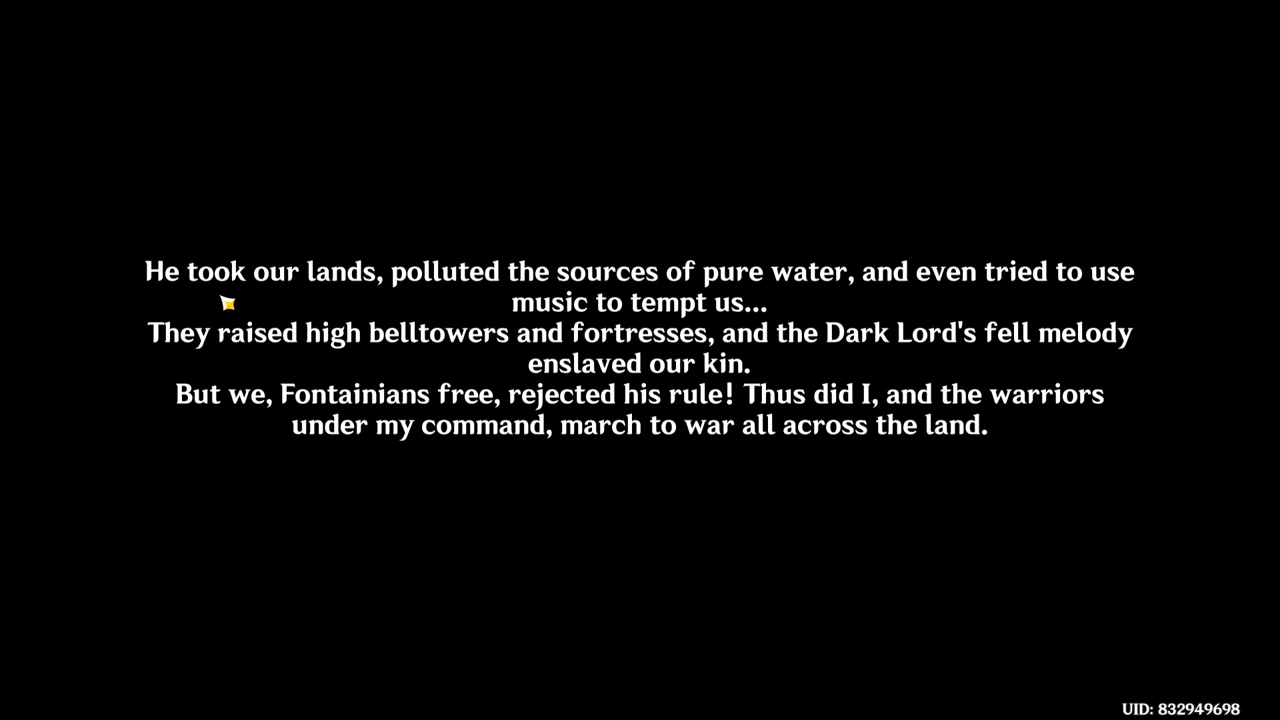 He took our lands, polluted the sources of pure water, and even tried to use
music to tempt us...
They raised high belltowers and fortresses, and the Dark Lord's fell melody
enslaved our kin.
But we, Fontainians free, rejected his rule! Thus did I, and the warriors
under my command, march to war all across the land.
UID: 832949698